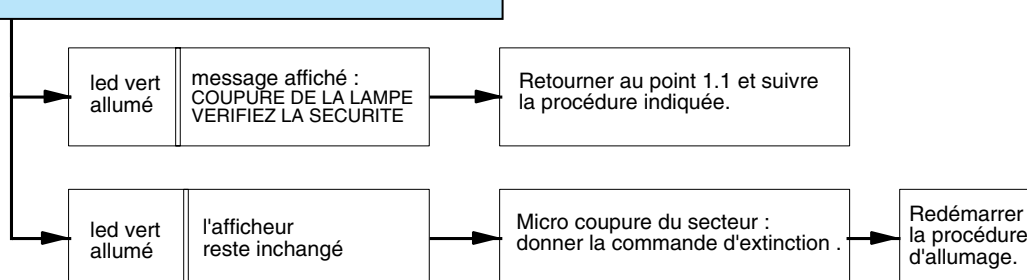 led vert
allumé
message affiché :
COUPURE DE LA LAMPE
VERIFIEZ LA SECURITE
Retourner au point 1.1 et suivre
la procédure indiquée.
led vert
allumé
l'afficheur
reste inchangé
Micro coupure du secteur :
donner la commande d'extinction .
Redémarrer
la procédure
d'allumage.